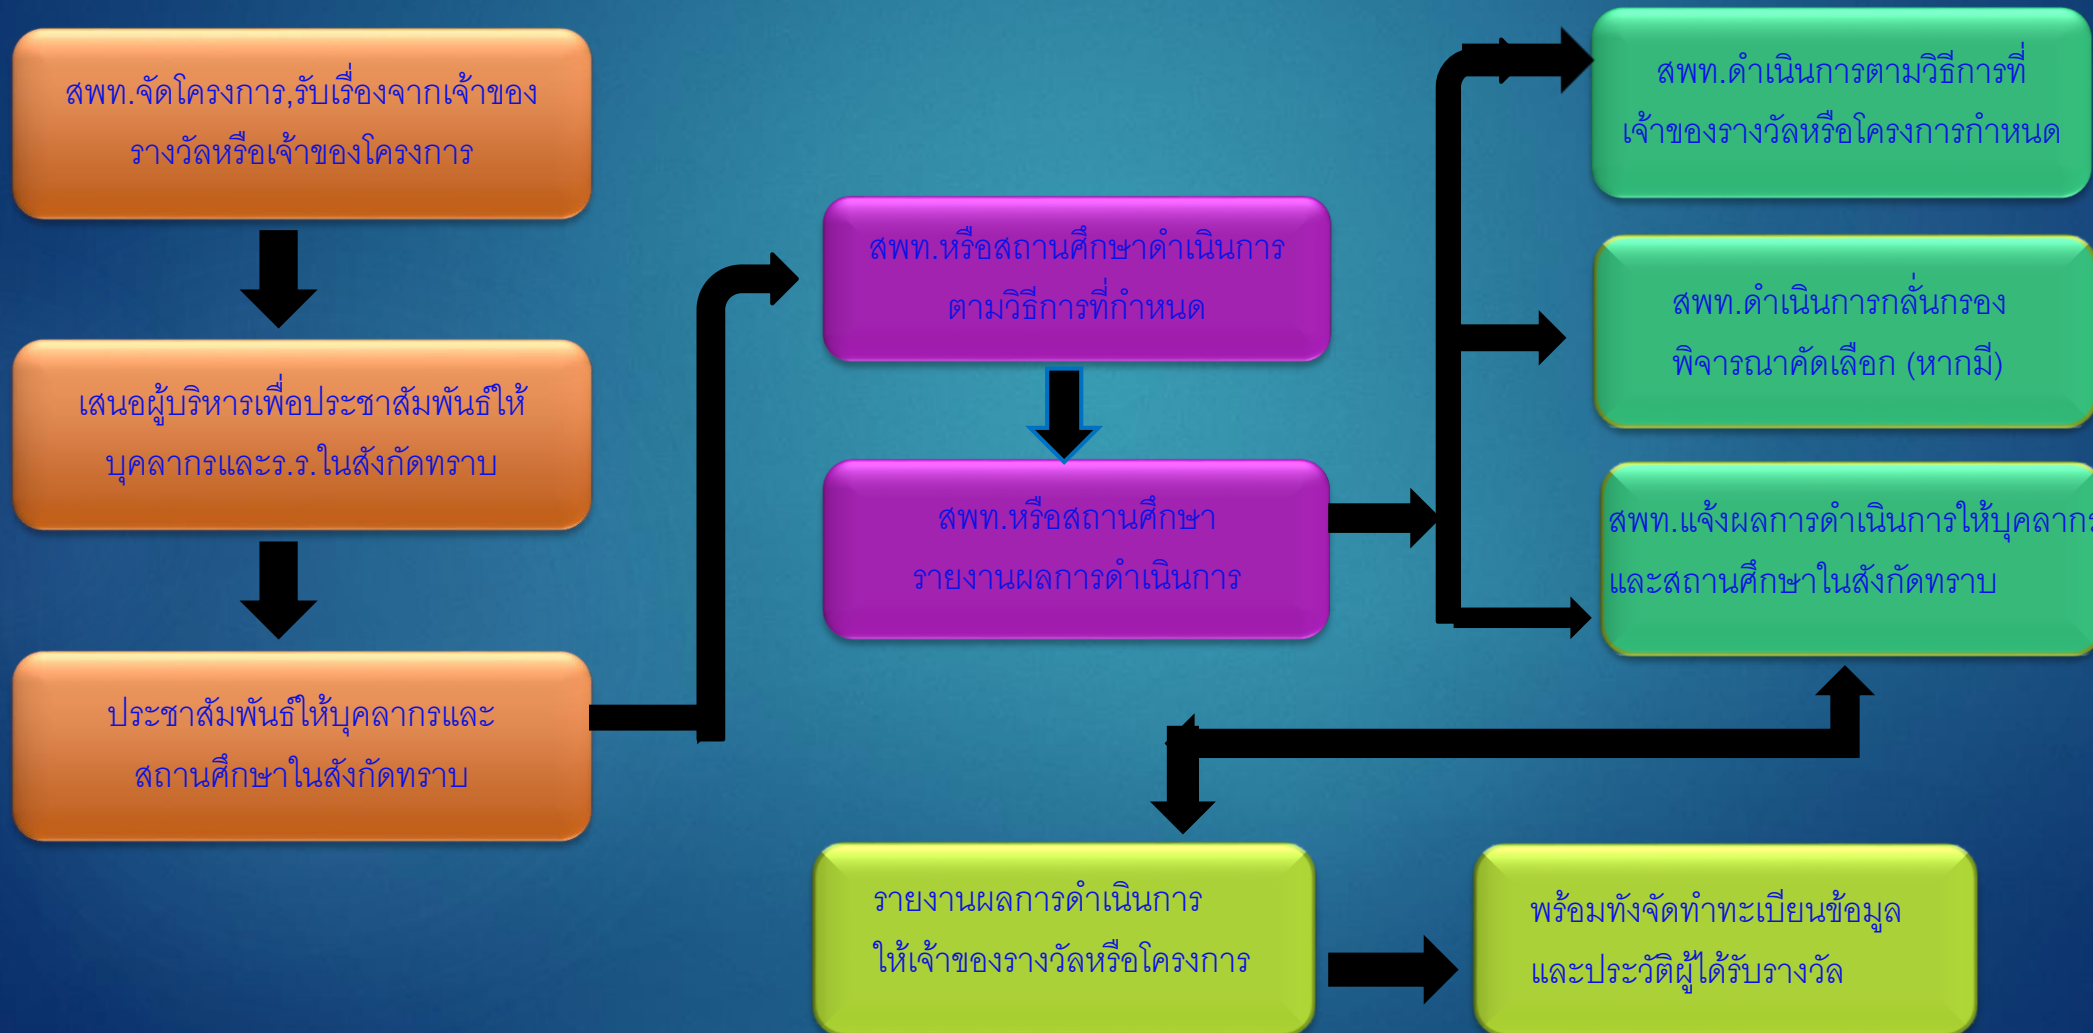 สพท.จัดโครงการ,รับเรื่องจากเจ้าของ
รางวัลหรือเจ้าของโครงการ
เสนอผู้บริหารเพื่อประชาสัมพันธ์ให้
บุคลากรและร.ร.ในสังกัดทราบ
ประชาสัมพันธ์ให้บุคลากรและ
สถานศึกษาในสังกัดทราบ
สพท.หรือสถานศึกษาดำเนินการ
ตามวิธีการที่กำหนด
สพท.หรือสถานศึกษา
รายงานผลการดำเนินการ
สพท.ดำเนินการตามวิธีการที่
เจ้าของรางวัลหรือโครงการกำหนด
สพท.ดำเนินการกลั่นกรอง
พิจารณาคัดเลือก (หากมี)
สพท.แจ้งผลการดำเนินการให้บุคลากร
และสถานศึกษาในสังกัดทราบ
รายงานผลการดำเนินการ
ให้เจ้าของรางวัลหรือโครงการ
พร้อมทังจัดทำทะเบียนข้อมูล
และประวัติผู้ได้รับรางวัล